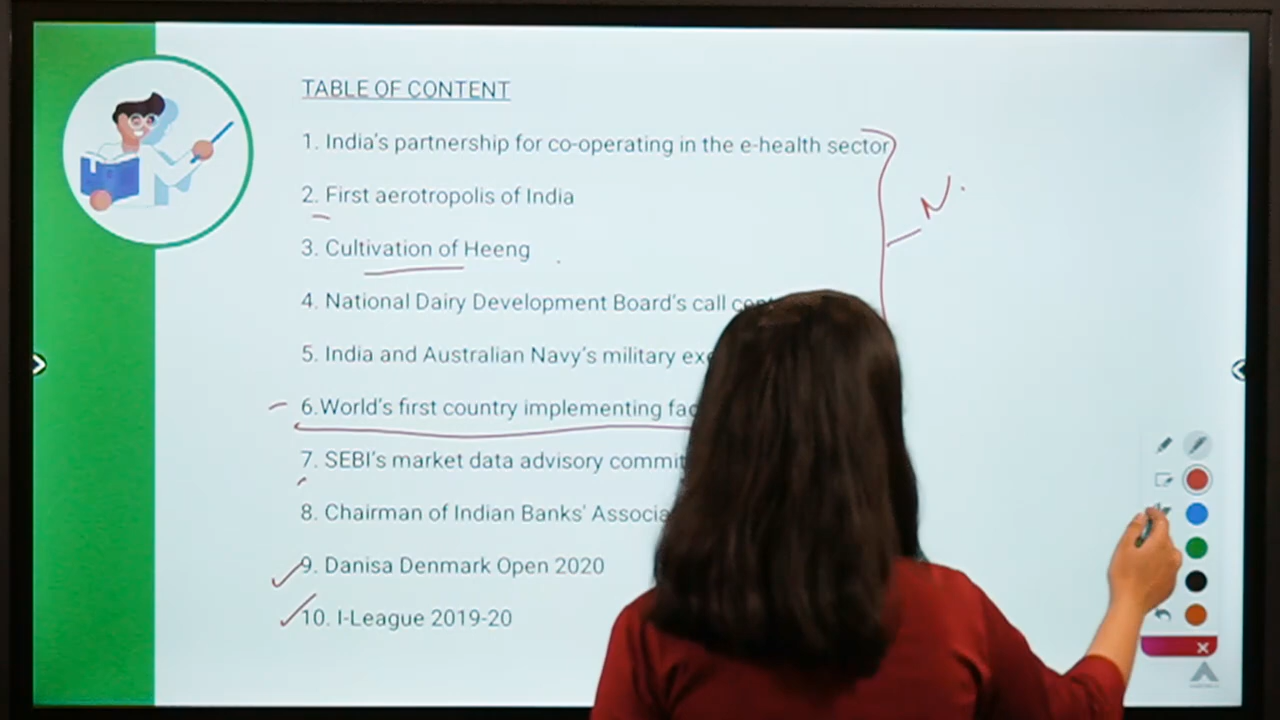 TABLE OF CONTENT
1. India's partnership for co-operating in the e-health sector
N.
2. First aerotropolis of India
3. Cultivation of Heeng
4. National Dairy Development Board's call
5. India and Australian Navy's military
6.World's first country implementing
7. SEBI's market data advisory
8. Chairman of Indian Banks'
9. Danisa Denmark Open 2020
10. I-League 2019-20